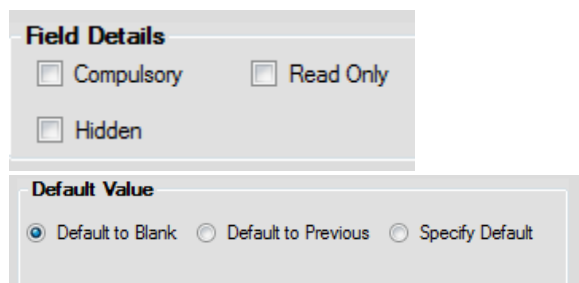 Field Details
Compulsory Read Only
Hidden
Default Value
Default to Blank Default to Previous Specify Default